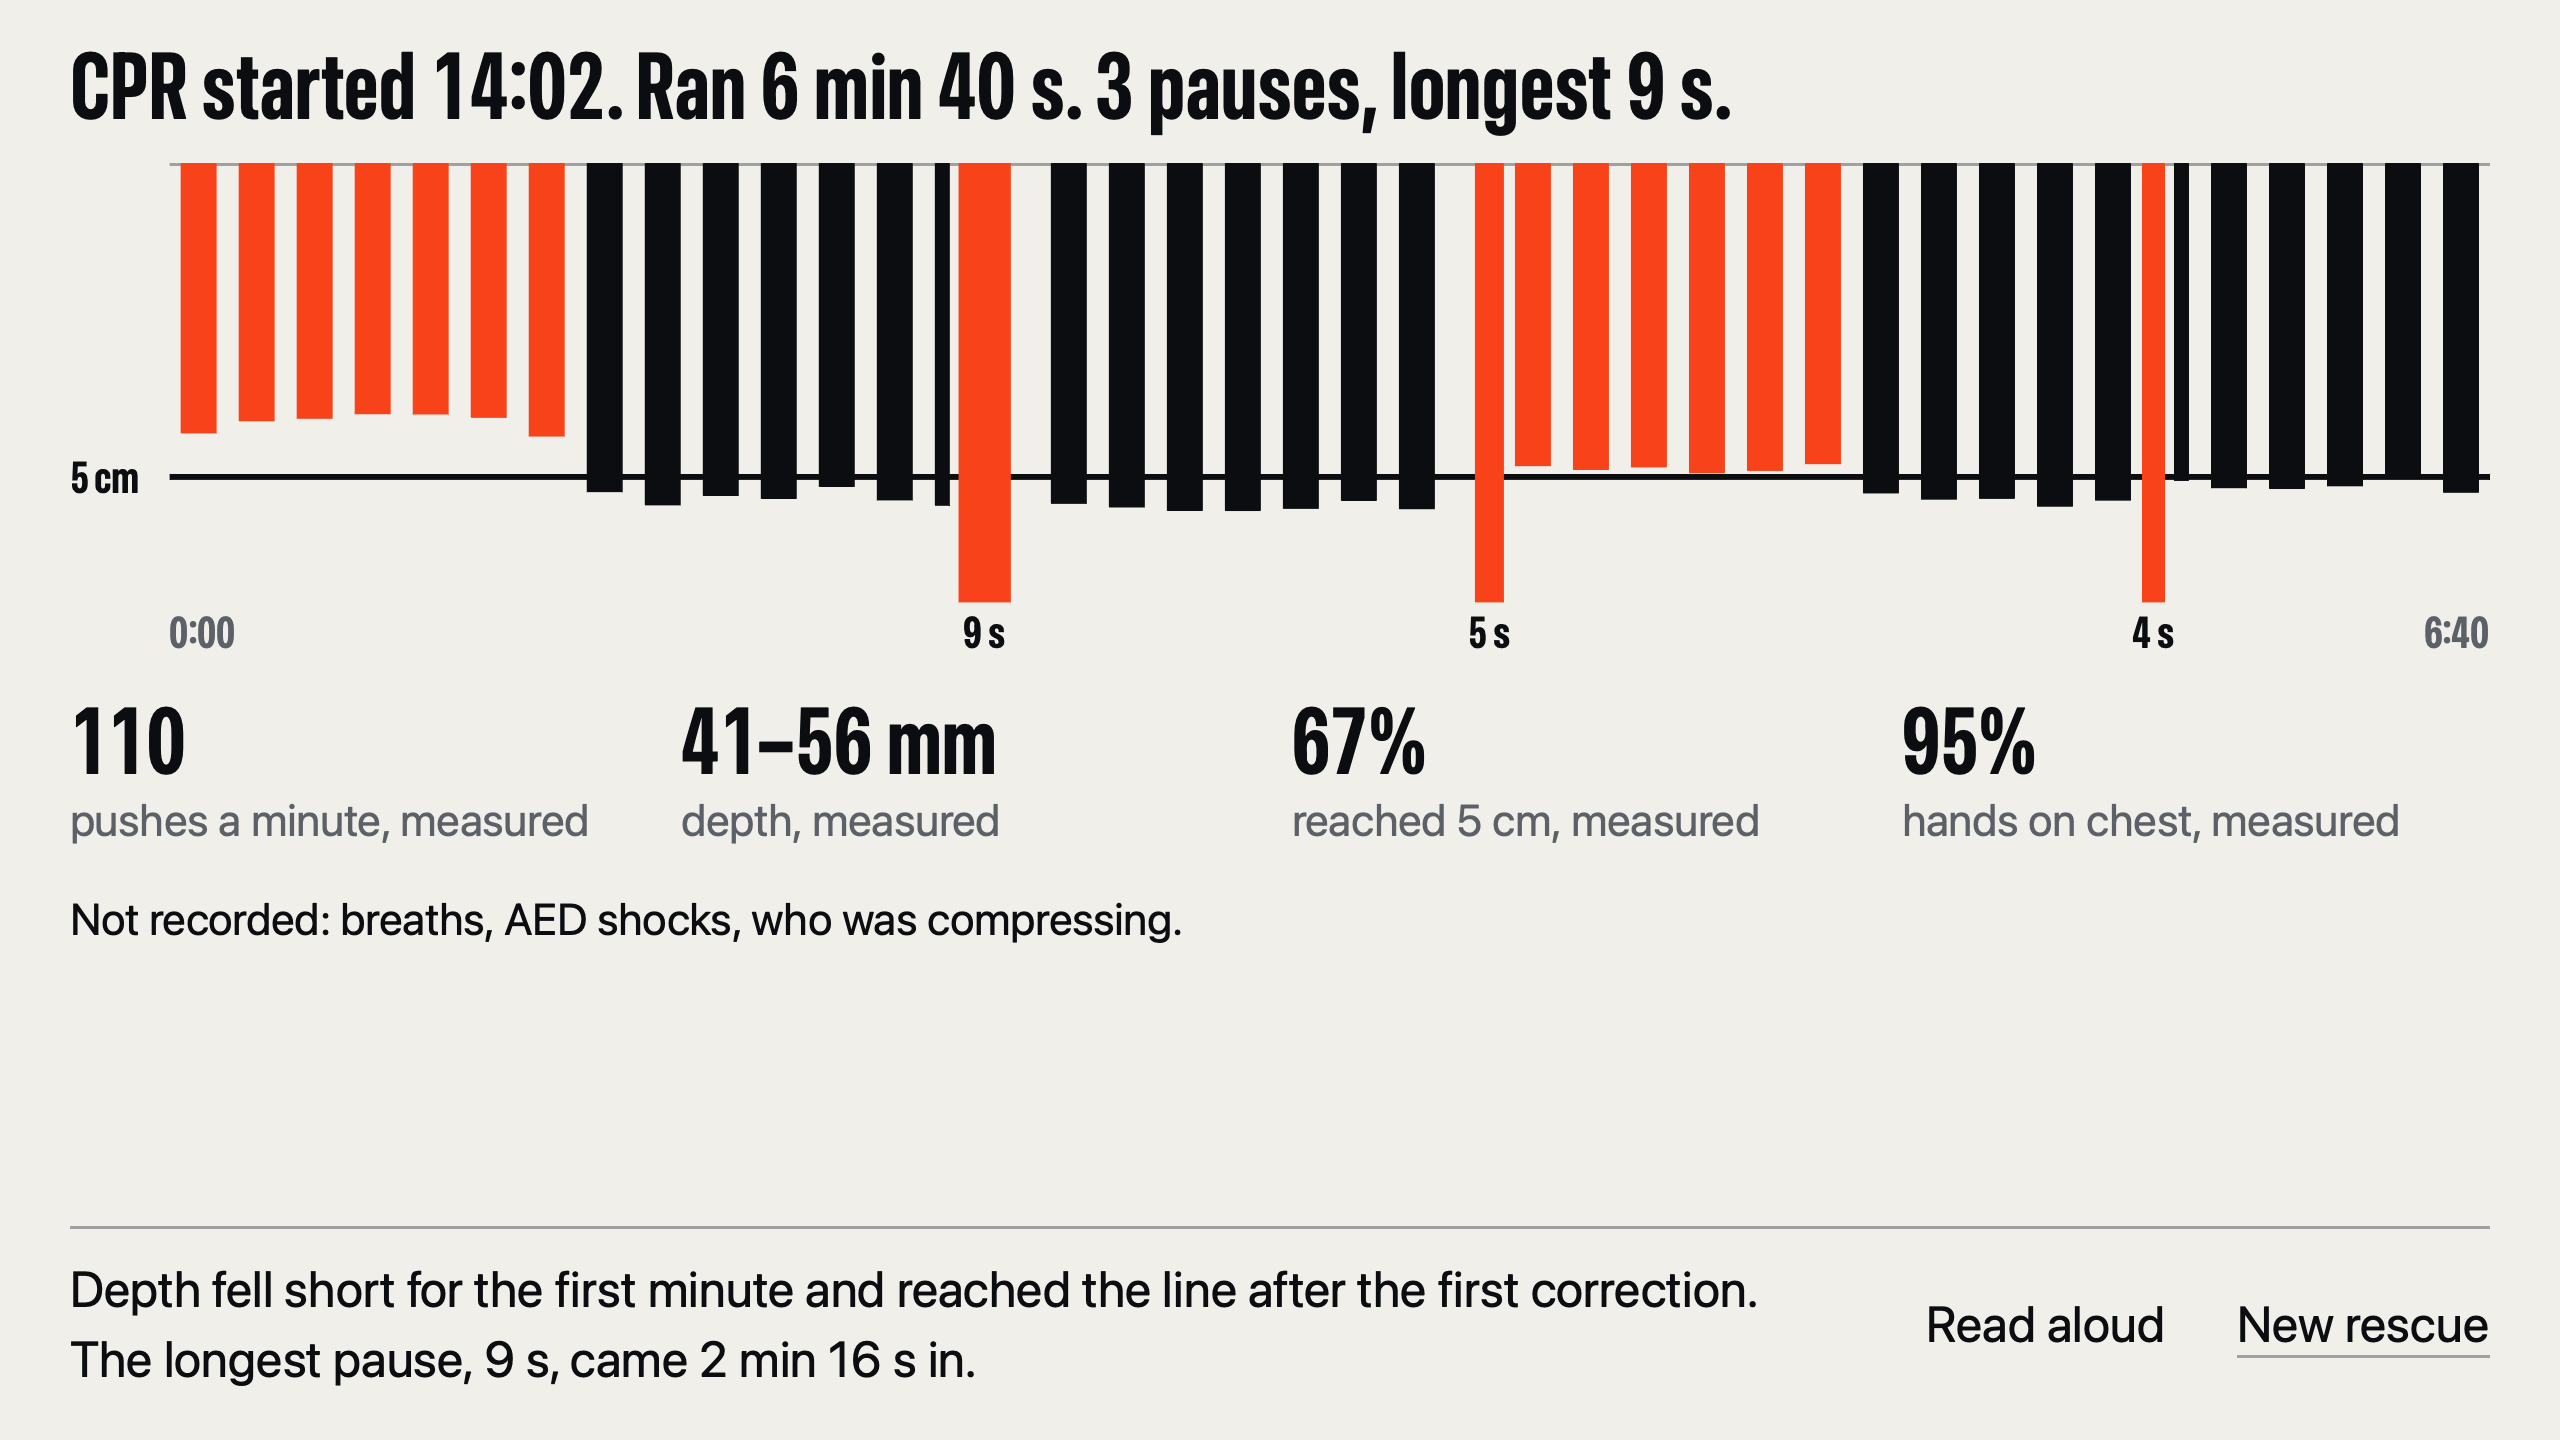 CPR started 14:02. Ran 6 min 40 s. 3 pauses, longest 9 s.
5 cm
0:00
9 s
5 s
4 s
6:40
110
pushes a minute, measured
41–56 mm
depth, measured
67%
reached 5 cm, measured
95%
hands on chest, measured
Not recorded: breaths, AED shocks, who was compressing.
Depth fell short for the first minute and reached the line after the first correction.
The longest pause, 9 s, came 2 min 16 s in.
Read aloud
New rescue